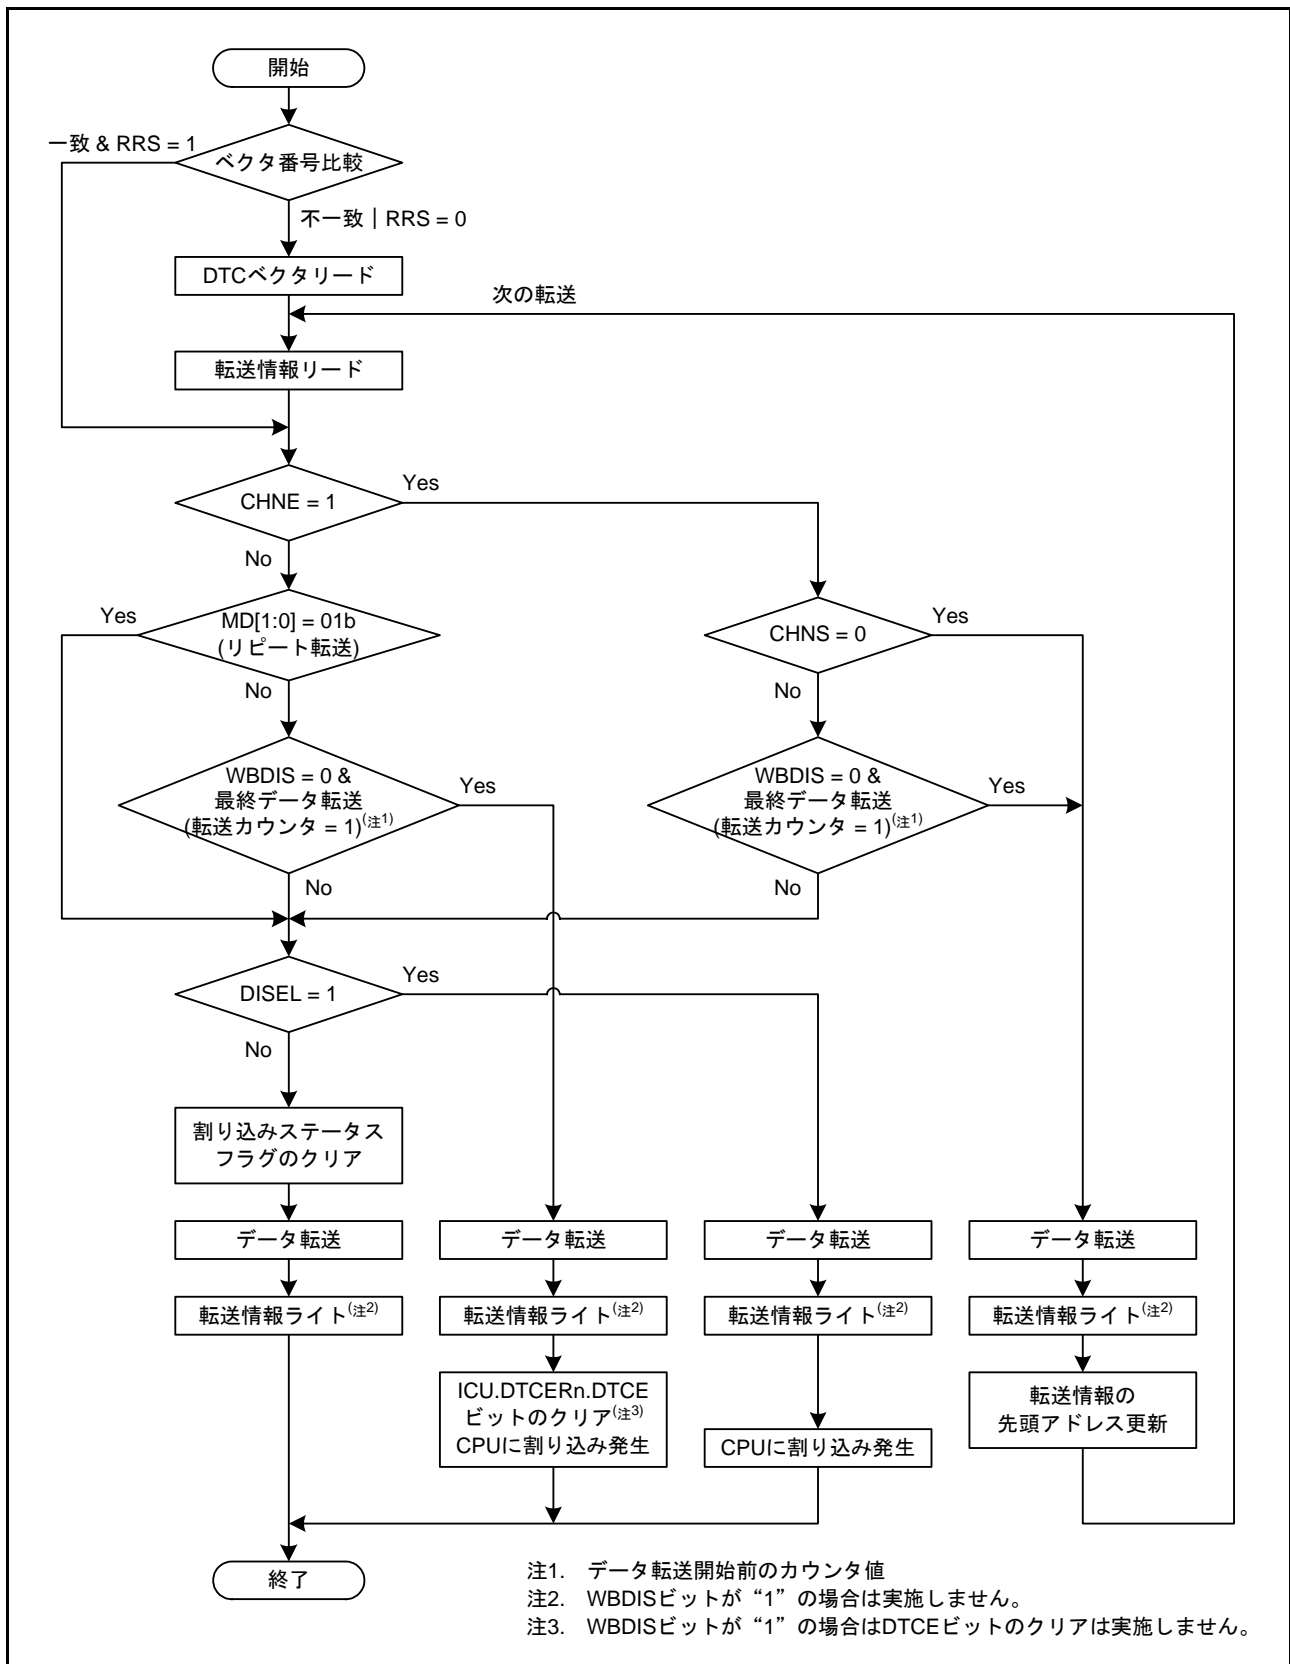 開始
一致 & RRS = 1
ベクタ番号比較
不一致 | RRS = 0
DTCベクタリード
次の転送
転送情報リード
CHNE = 1
Yes
No
Yes
MD[1:0] = 01b
(リピート転送)
No
CHNS = 0
Yes
No
WBDIS = 0 &
最終データ転送
(転送カウンタ = 1)(注1)
Yes
No
WBDIS = 0 &
最終データ転送
(転送カウンタ = 1)(注1)
Yes
No
DISEL = 1
Yes
No
割り込みステータス
フラグのクリア
データ転送
データ転送
データ転送
データ転送
転送情報ライト(注2)
転送情報ライト(注2)
転送情報ライト(注2)
転送情報ライト(注2)
ICU.DTCERn.DTCE
ビットのクリア(注3)
CPUに割り込み発生
CPUに割り込み発生
転送情報の
先頭アドレス更新
終了
注1. データ転送開始前のカウンタ値
注2. WBDISビットが“1”の場合は実施しません。
注3. WBDISビットが“1”の場合はDTCEビットのクリアは実施しません。